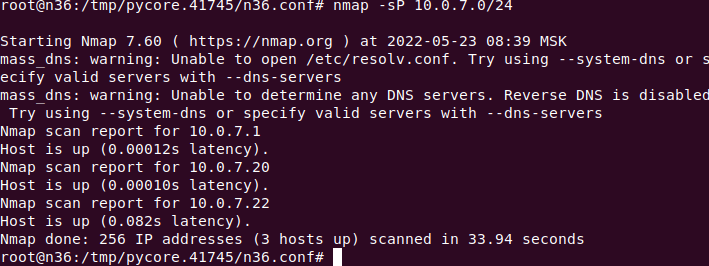 root@n36:/tmp/pycore.41745/n36.conf# nmap -sP 10.0.7.0/24
Starting Nmap 7.60 ( https://nmap.org ) at 2022-05-23 08:39 MSK
mass_dns: warning: Unable to open /etc/resolv.conf. Try using --system-dns or s
ecify valid servers with --dns-servers
mass_dns: warning: Unable to determine any DNS servers. Reverse DNS is disabled
 Try using --system-dns or specify valid servers with --dns-servers
Nmap scan report for 10.0.7.1
Host is up (0.00012s latency).
Nmap scan report for 10.0.7.20
Host is up (0.00010s latency).
Nmap scan report for 10.0.7.22
Host is up (0.082s latency).
Nmap done: 256 IP addresses (3 hosts up) scanned in 33.94 seconds
root@n36:/tmp/pycore.41745/n36.conf#